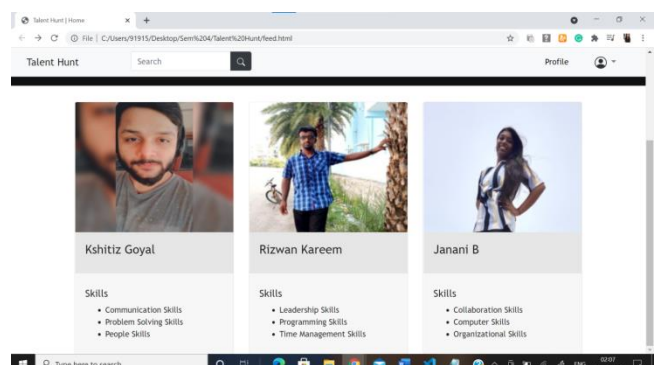 Talent Hunt | Home
File | C:/Users/91915/Desktop/Sem%204/Talent%20Hunt/feed.html
Talent Hunt
Search
Profile
Kshitiz Goyal
Rizwan Kareem
Janani B
Skills
• Communication Skills
• Problem Solving Skills
• People Skills
Skills
• Leadership Skills
• Programming Skills
• Time Management Skills
Skills
• Collaboration Skills
• Computer Skills
• Organizational Skills
Type here to search
ENG
02:07